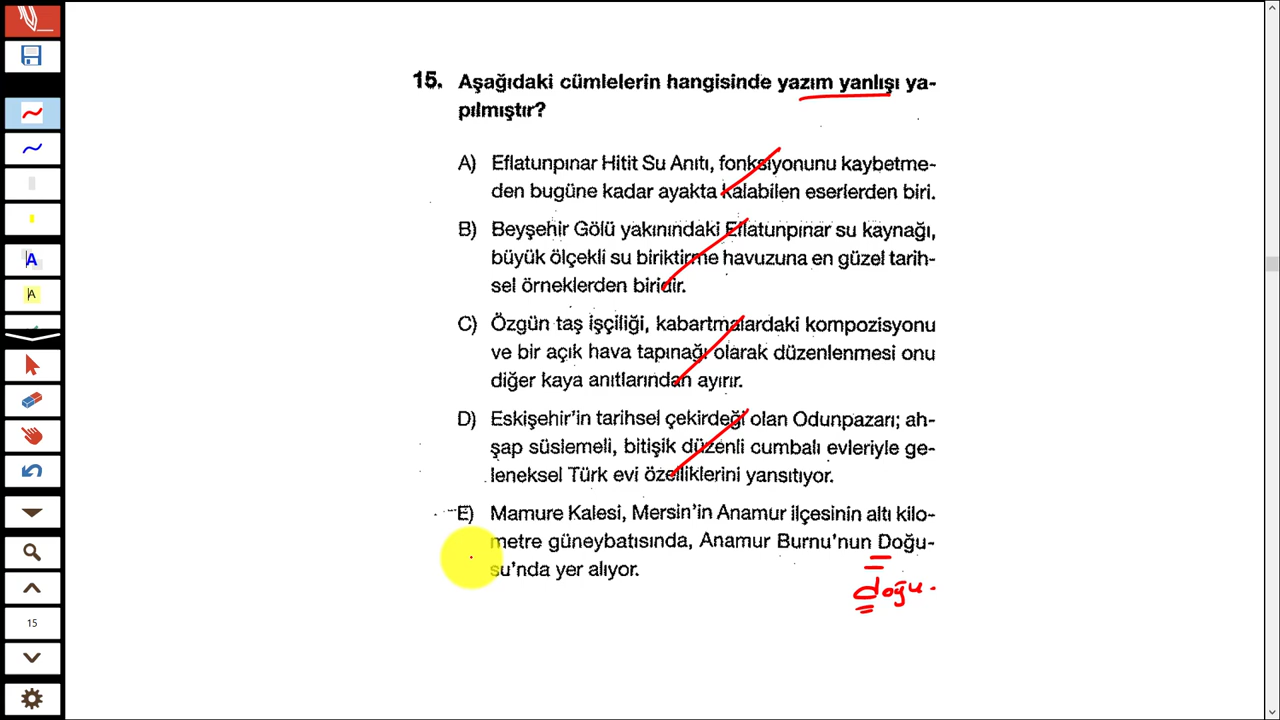 15. Aşağıdaki cümlelerin hangisinde yazım yanlışı ya-
pılmıştır?
A) Eflatunpınar Hitit Su Anıtı, fonksiyonunu kaybetme-
den bugüne kadar ayakta kalabilen eserlerden biri.
B) Beyşehir Gölü yakınındaki Eflatunpınar su kaynağı,
büyük ölçekli su biriktirme havuzuna en güzel tarih-
sel örneklerden biridir.
C) Özgün taş işçiliği, kabartmalardaki kompozisyonu
ve bir açık hava tapınağı olarak düzenlenmesi onu
diğer kaya anıtlarından ayırır.
D) Eskişehir'in tarihsel çekirdeği olan Odunpazarı; ah-
şap süslemeli, bitişik düzenli cumbalı evleriyle ge-
leneksel Türk evi özelliklerini yansıtıyor.
E) Mamure Kalesi, Mersin'in Anamur ilçesinin altı kilo-
metre güneybatısında, Anamur Burnu'nun Doğu-
su'nda yer alıyor.
doğu.
A
A
15